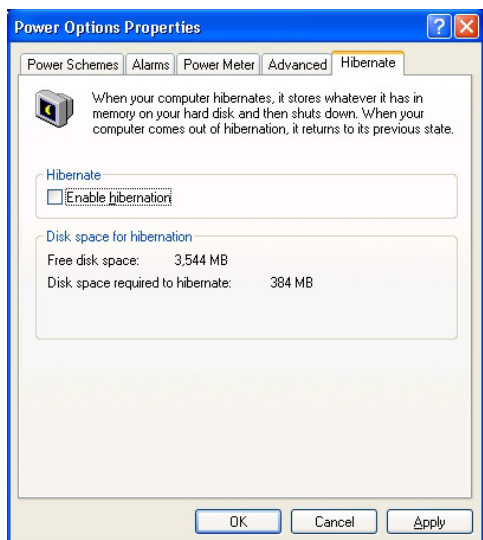 Power Options Properties
?
X
Power Schemes Alarms Power Meter Advanced Hibernate
When your computer hibernates, it stores whatever it has in
memory on your hard disk and then shuts down. When your
computer comes out of hibernation, it returns to its previous state.
Hibernate
Enable hibernation
Disk space for hibernation
Free disk space: 3,544 MB
Disk space required to hibernate: 384 MB
OK Cancel Apply